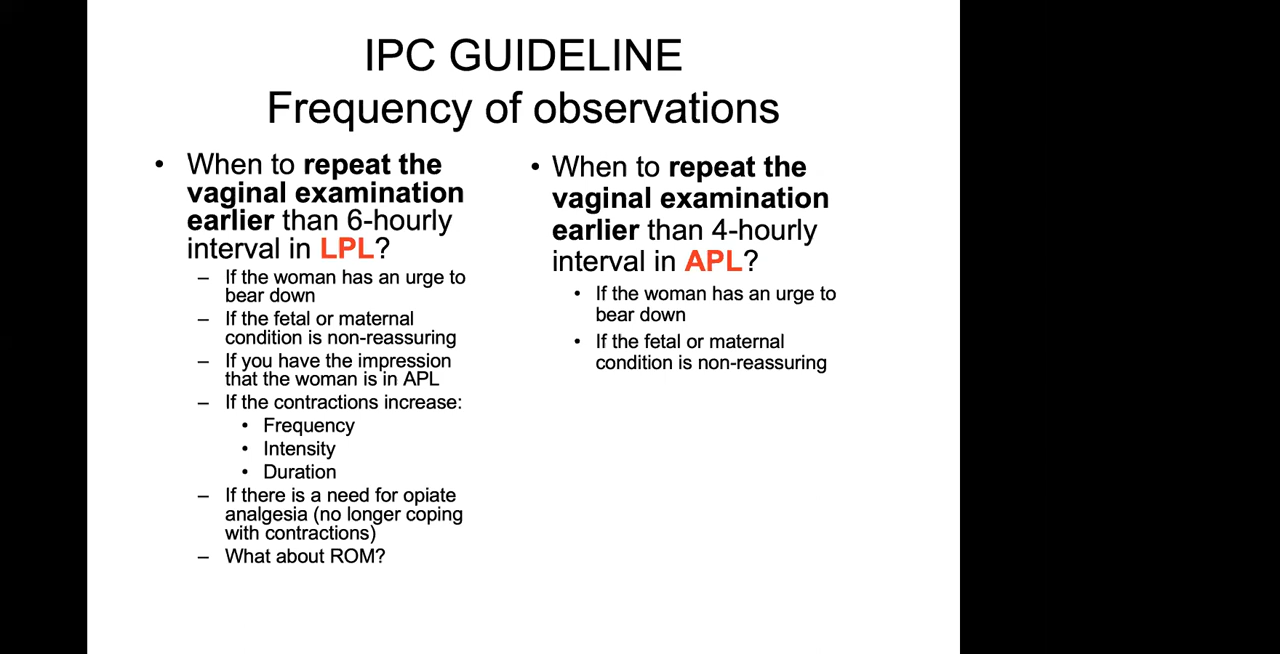 IPC GUIDELINE
Frequency of observations
• When to repeat the
vaginal examination
earlier than 6-hourly
interval in LPL?
– If the woman has an urge to
bear down
– If the fetal or maternal
condition is non-reassuring
– If you have the impression
that the woman is in APL
– If the contractions increase:
• Frequency
• Intensity
• Duration
– If there is a need for opiate
analgesia (no longer coping
with contractions)
– What about ROM?
• When to repeat the
vaginal examination
earlier than 4-hourly
interval in APL?
• If the woman has an urge to
bear down
• If the fetal or maternal
condition is non-reassuring